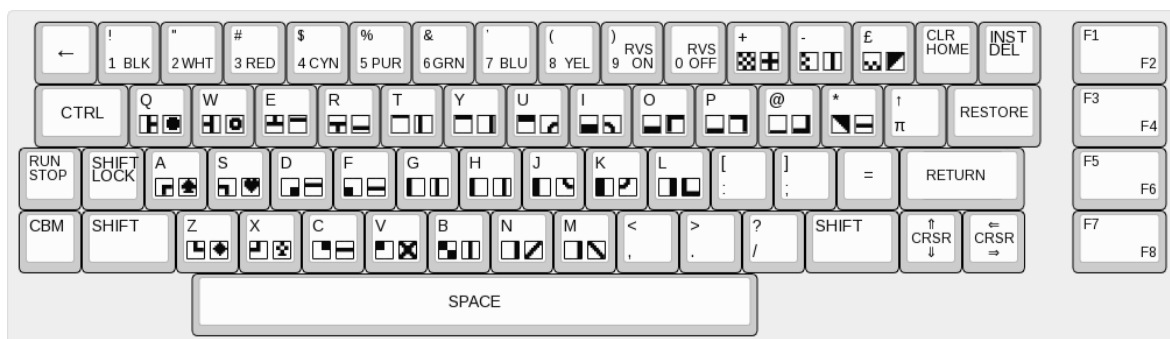 ← ! 1 BLK " 2 WHT # 3 RED $ 4 CYN % 5 PUR & 6 GRN ' 7 BLU ( 8 YEL ) 9 RVS ON 0 RVS OFF + - £ CLR HOME INST DEL F1 F2
CTRL Q W E R T Y U I O P @ * ↑ π RESTORE F3 F4
RUN STOP SHIFT LOCK A S D F G H J K L [ : ] ; = RETURN F5 F6
CBM SHIFT Z X C V B N M < , > . ? / SHIFT ⇑ CRSR ⇓ ⇐ CRSR ⇒ F7 F8
SPACE